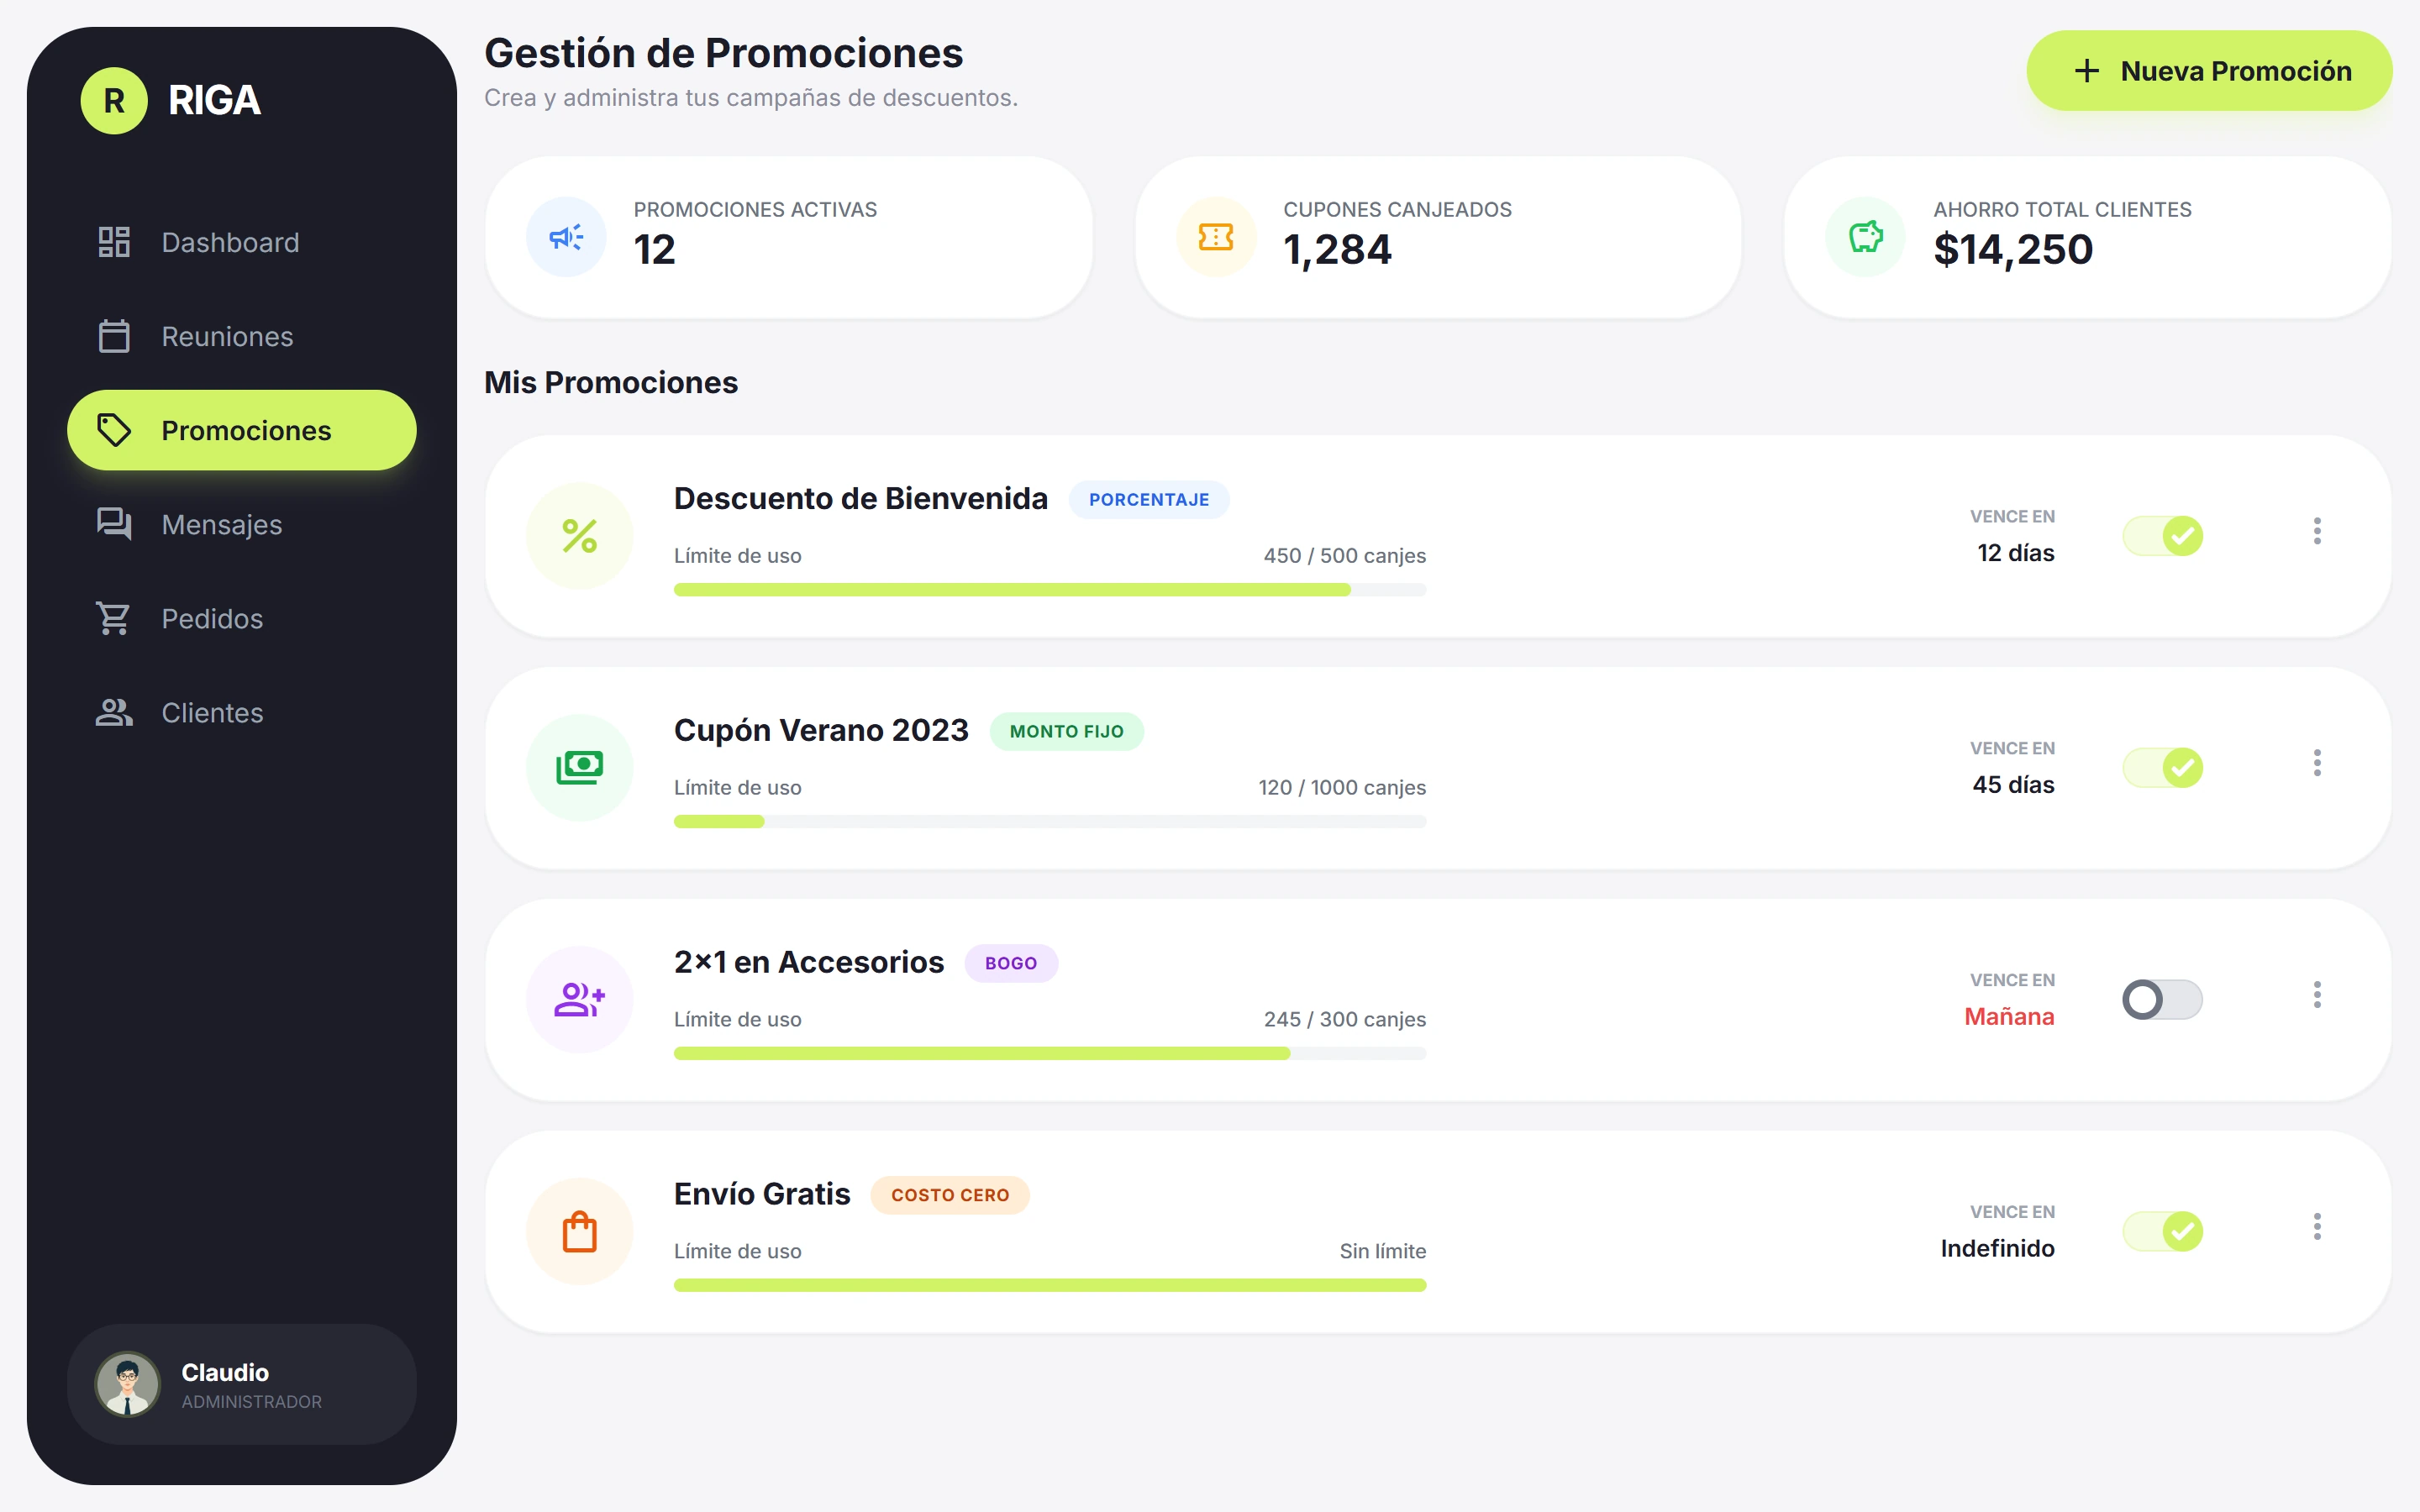 R
RIGA
Dashboard
Reuniones
Promociones
Mensajes
Pedidos
Clientes
Claudio
ADMINISTRADOR
Gestión de Promociones
Crea y administra tus campañas de descuentos.
Nueva Promoción
PROMOCIONES ACTIVAS
12
CUPONES CANJEADOS
1,284
AHORRO TOTAL CLIENTES
$14,250
Mis Promociones
Descuento de Bienvenida PORCENTAJE
Límite de uso 450 / 500 canjes
VENCE EN
12 días
Cupón Verano 2023 MONTO FIJO
Límite de uso 120 / 1000 canjes
VENCE EN
45 días
2×1 en Accesorios BOGO
Límite de uso 245 / 300 canjes
VENCE EN
Mañana
Envío Gratis COSTO CERO
Límite de uso Sin límite
VENCE EN
Indefinido